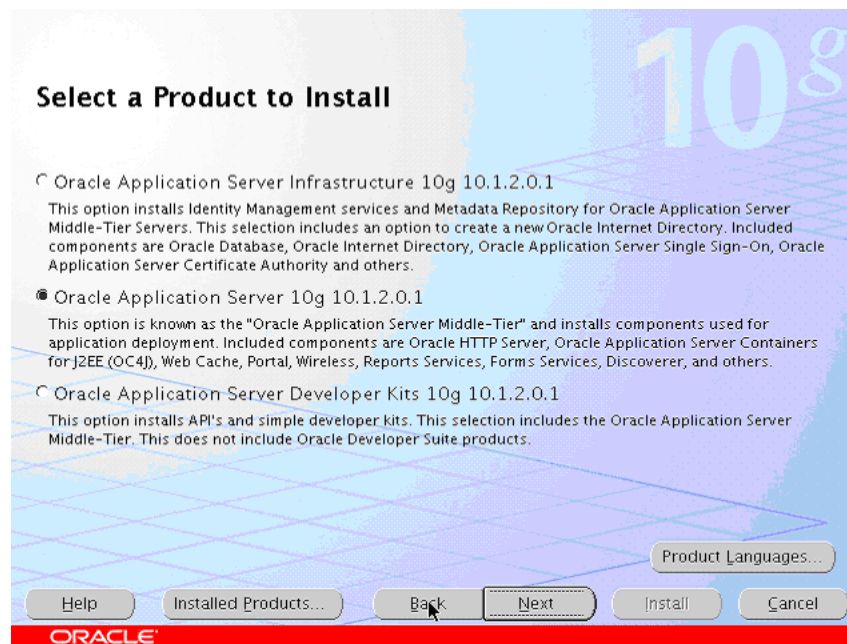 10g
Select a Product to Install
Oracle Application Server Infrastructure 10g 10.1.2.0.1
This option installs Identity Management services and Metadata Repository for Oracle Application Server
Middle-Tier Servers. This selection includes an option to create a new Oracle Internet Directory. Included
components are Oracle Database, Oracle Internet Directory, Oracle Application Server Single Sign-On, Oracle
Application Server Certificate Authority and others.
Oracle Application Server 10g 10.1.2.0.1
This option is known as the "Oracle Application Server Middle-Tier" and installs components used for
application deployment. Included components are Oracle HTTP Server, Oracle Application Server Containers
for J2EE (OC4J), Web Cache, Portal, Wireless, Reports Services, Forms Services, Discoverer, and others.
Oracle Application Server Developer Kits 10g 10.1.2.0.1
This option installs API's and simple developer kits. This selection includes the Oracle Application Server
Middle-Tier. This does not include Oracle Developer Suite products.
Product Languages...
Help Installed Products... Back Next Install Cancel
ORACLE